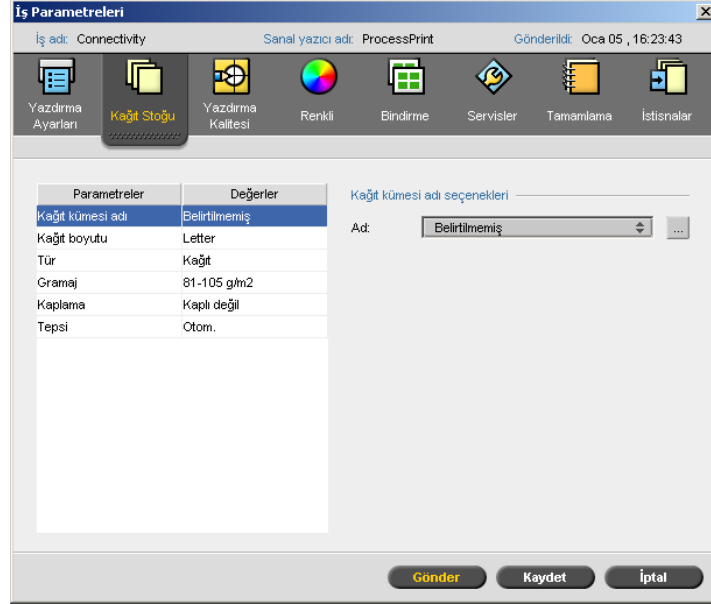 İş Parametreleri
İş adı: Connectivity Sanal yazıcı adı: ProcessPrint Gönderildi: Oca 05 , 16:23:43
Yazdırma Ayarları
Kağıt Stoğu
Yazdırma Kalitesi
Renkli
Bindirme
Servisler
Tamamlama
İstisnalar
Parametreler Değerler
Kağıt kümesi adı Belirtilmemiş
Kağıt boyutu Letter
Tür Kağıt
Gramaj 81-105 g/m2
Kaplama Kaplı değil
Tepsi Otom.
Kağıt kümesi adı seçenekleri
Ad: Belirtilmemiş ...
Gönder Kaydet İptal